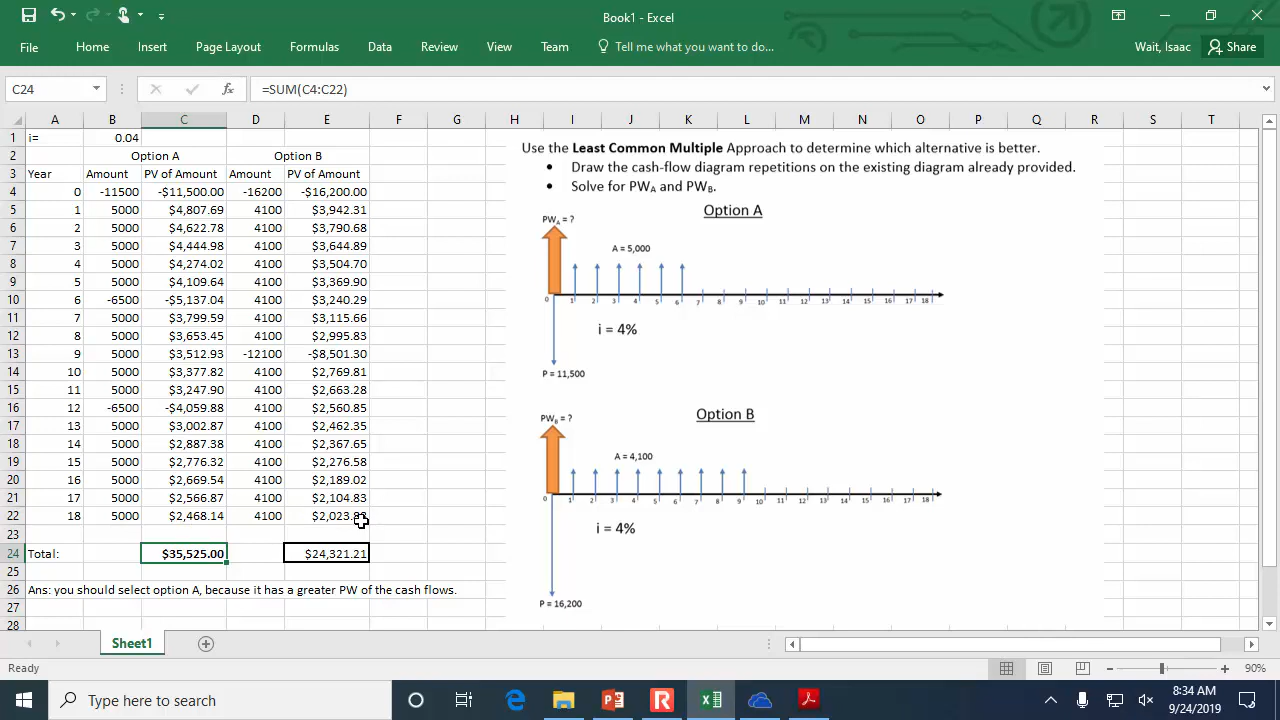 Book1 - Excel
File Home Insert Page Layout Formulas Data Review View Team Tell me what you want to do... Wait, Isaac Share
C24 fx =SUM(C4:C22)
A B C D E F G H I J K L M N O P Q R S T
1 i= 0.04
2 Option A Option B
3 Year Amount PV of Amount Amount PV of Amount
4 0 -11500 -$11,500.00 -16200 -$16,200.00
5 1 5000 $4,807.69 4100 $3,942.31
6 2 5000 $4,622.78 4100 $3,790.68
7 3 5000 $4,444.98 4100 $3,644.89
8 4 5000 $4,274.02 4100 $3,504.70
9 5 5000 $4,109.64 4100 $3,369.90
10 6 -6500 -$5,137.04 4100 $3,240.29
11 7 5000 $3,799.59 4100 $3,115.66
12 8 5000 $3,653.45 4100 $2,995.83
13 9 5000 $3,512.93 -12100 -$8,501.30
14 10 5000 $3,377.82 4100 $2,769.81
15 11 5000 $3,247.90 4100 $2,663.28
16 12 -6500 -$4,059.88 4100 $2,560.85
17 13 5000 $3,002.87 4100 $2,462.35
18 14 5000 $2,887.38 4100 $2,367.65
19 15 5000 $2,776.32 4100 $2,276.58
20 16 5000 $2,669.54 4100 $2,189.02
21 17 5000 $2,566.87 4100 $2,104.83
22 18 5000 $2,468.14 4100
23
24 Total: $35,525.00 $24,321.21
25
26 Ans: you should select option A, because it has a greater PW of the cash flows.
27
28
Use the Least Common Multiple Approach to determine which alternative is better.
• Draw the cash-flow diagram repetitions on the existing diagram already provided.
• Solve for PWA and PWB.
Option A
PWA = ?
A = 5,000
0 1 2 3 4 5 6 7 8 9 10 11 12 13 14 15 16 17 18
i = 4%
P = 11,500
Option B
PWB = ?
A = 4,100
0 1 2 3 4 5 6 7 8 9 10 11 12 13 14 15 16 17 18
i = 4%
P = 16,200
Sheet1
Ready 90%
Type here to search
8:34 AM
9/24/2019